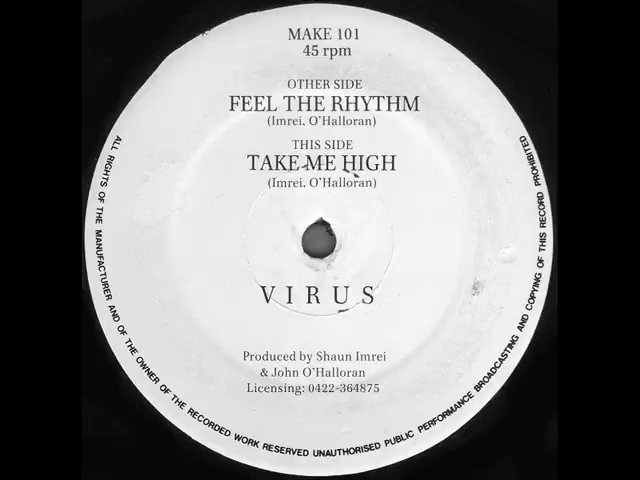 MAKE 101
45 rpm
OTHER SIDE
FEEL THE RHYTHM
(Imrei, O'Halloran)
THIS SIDE
TAKE ME HIGH
(Imrei, O'Halloran)
VIRUS
Produced by Shaun Imrei
& John O'Halloran
Licensing: 0422-364875
ALL RIGHTS OF THE MANUFACTURER AND OF THE OWNER OF THE RECORDED WORK RESERVED UNAUTHORISED PUBLIC PERFORMANCE BROADCASTING AND COPYING OF THIS RECORD PROHIBITED